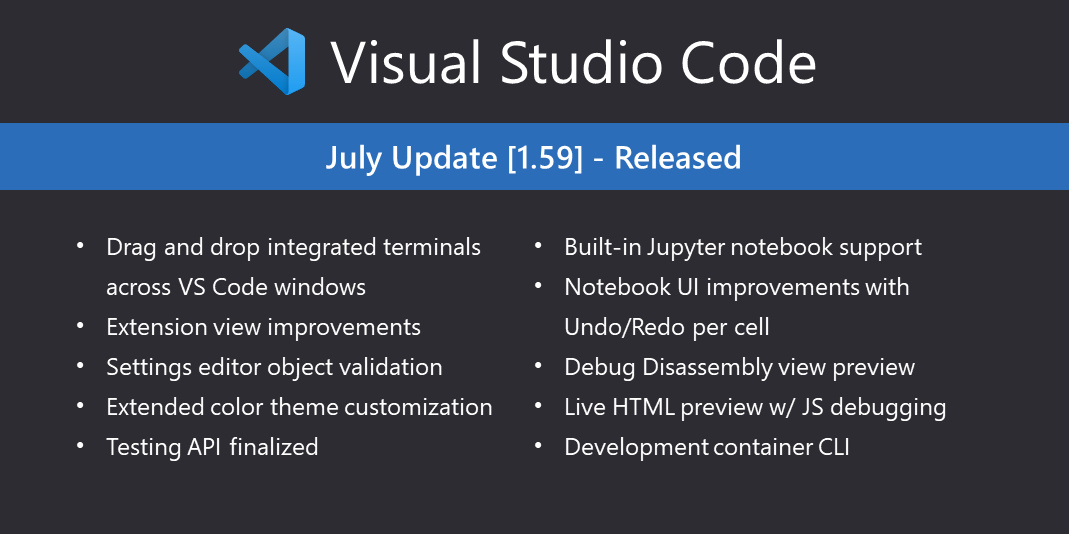 Visual Studio Code
July Update [1.59] - Released
• Drag and drop integrated terminals
across VS Code windows
• Extension view improvements
• Settings editor object validation
• Extended color theme customization
• Testing API finalized
• Built-in Jupyter notebook support
• Notebook UI improvements with
Undo/Redo per cell
• Debug Disassembly view preview
• Live HTML preview w/ JS debugging
• Development container CLI